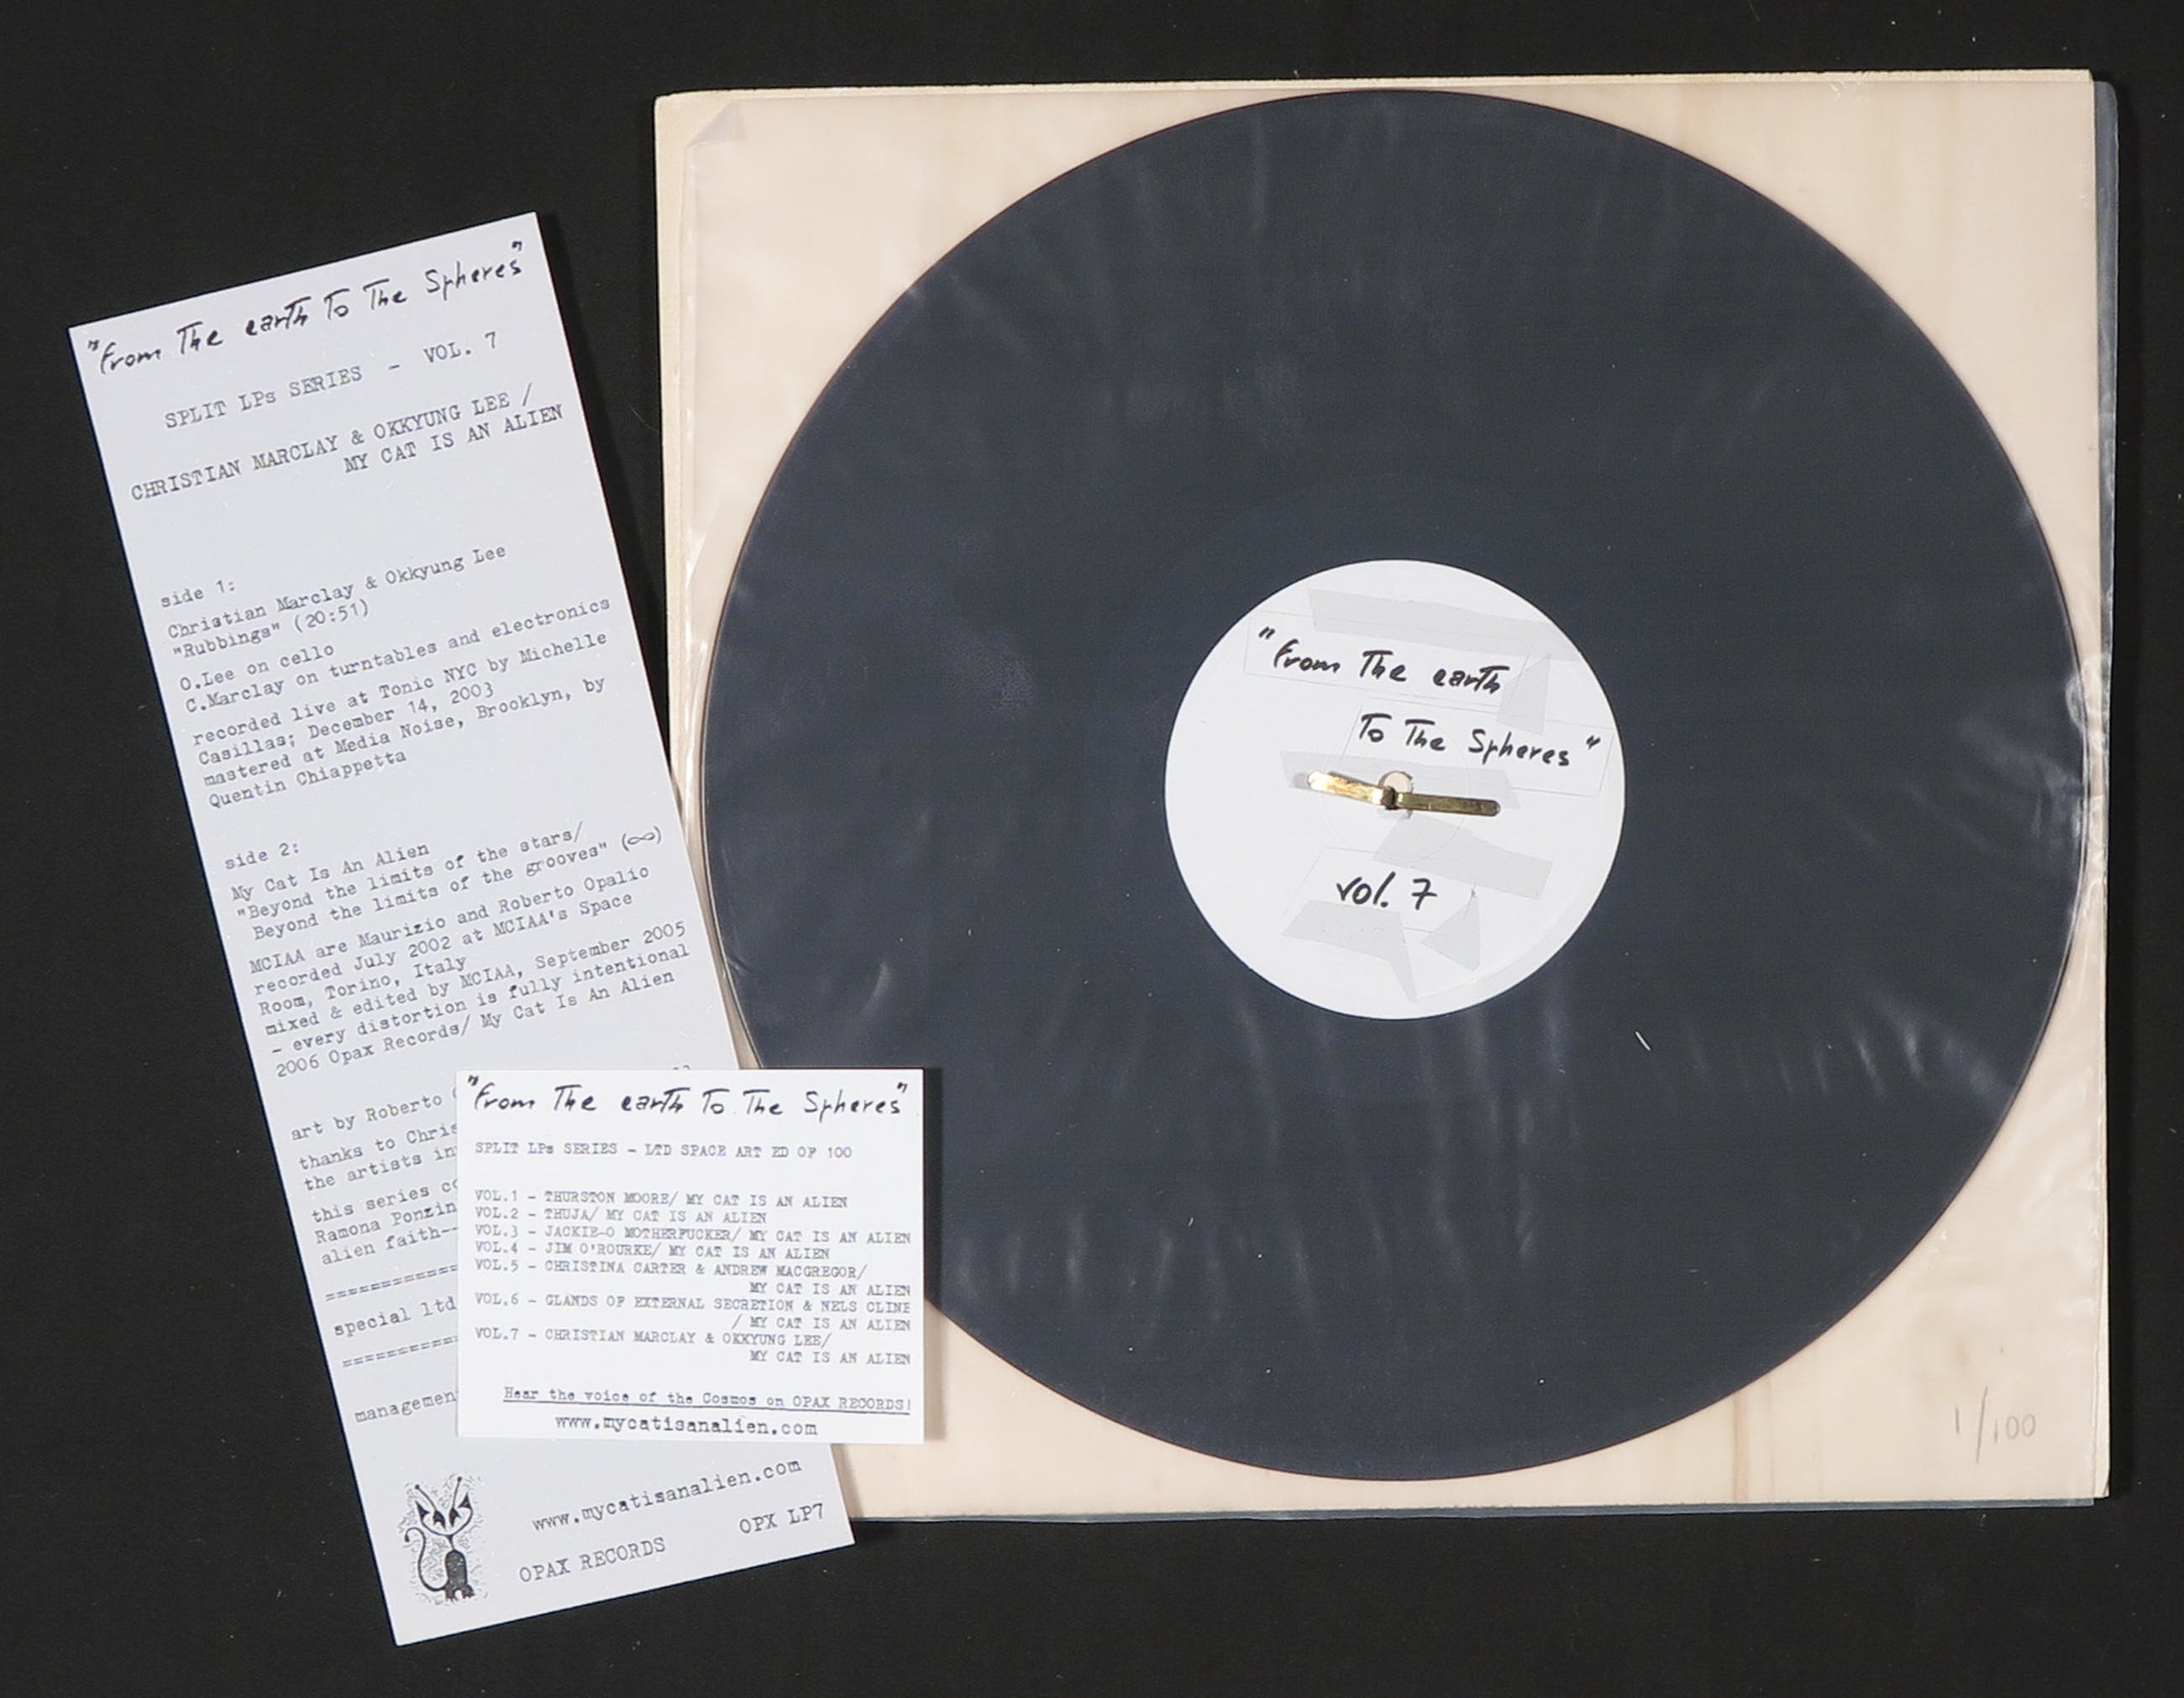 "From The earth To The Spheres"
SPLIT LPs SERIES - VOL. 7
CHRISTIAN MARCLAY & OKKYUNG LEE /
MY CAT IS AN ALIEN
side 1:
Christian Marclay & Okkyung Lee
"Rubbings" (20:51)
O.Lee on cello
C.Marclay on turntables and electronics
recorded live at Tonic NYC by Michelle
Casillas; December 14, 2003
mastered at Media Noise, Brooklyn, by
Quentin Chiappetta
side 2:
My Cat Is An Alien
"Beyond the limits of the stars/
Beyond the limits of the grooves" (∞)
MCIAA are Maurizio and Roberto Opalio
recorded July 2002 at MCIAA's Space
Room, Torino, Italy
mixed & edited by MCIAA, September 2005
- every distortion is fully intentional
2006 Opax Records/ My Cat Is An Alien
art by Roberto
thanks to
the artists
this series
Ramona
alien faith--
special ltd
www.mycatisanalien.com
OPAX RECORDS OPX LP7
"From The earth To The Spheres"
SPLIT LPs SERIES - LTD SPACE ART ED OF 100
VOL.1 - THURSTON MOORE/ MY CAT IS AN ALIEN
VOL.2 - THUJA/ MY CAT IS AN ALIEN
VOL.3 - JACKIE-O MOTHERFUCKER/ MY CAT IS AN ALIEN
VOL.4 - JIM O'ROURKE/ MY CAT IS AN ALIEN
VOL.5 - CHRISTINA CARTER & ANDREW MACGREGOR/
MY CAT IS AN ALIEN
VOL.6 - GLANDS OF EXTERNAL SECRETION & NELS CLINE
/ MY CAT IS AN ALIEN
VOL.7 - CHRISTIAN MARCLAY & OKKYUNG LEE/
MY CAT IS AN ALIEN
Hear the voice of the Cosmos on OPAX RECORDS!
www.mycatisanalien.com
"From The earth
To The Spheres"
vol. 7
1/100